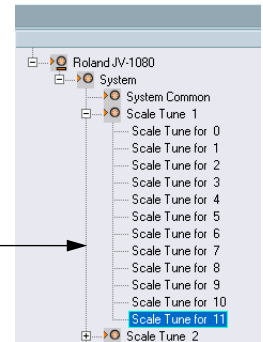 Roland JV-1080
System
System Common
Scale Tune 1
Scale Tune for 0
Scale Tune for 1
Scale Tune for 2
Scale Tune for 3
Scale Tune for 4
Scale Tune for 5
Scale Tune for 6
Scale Tune for 7
Scale Tune for 8
Scale Tune for 9
Scale Tune for 10
Scale Tune for 11
Scale Tune 2